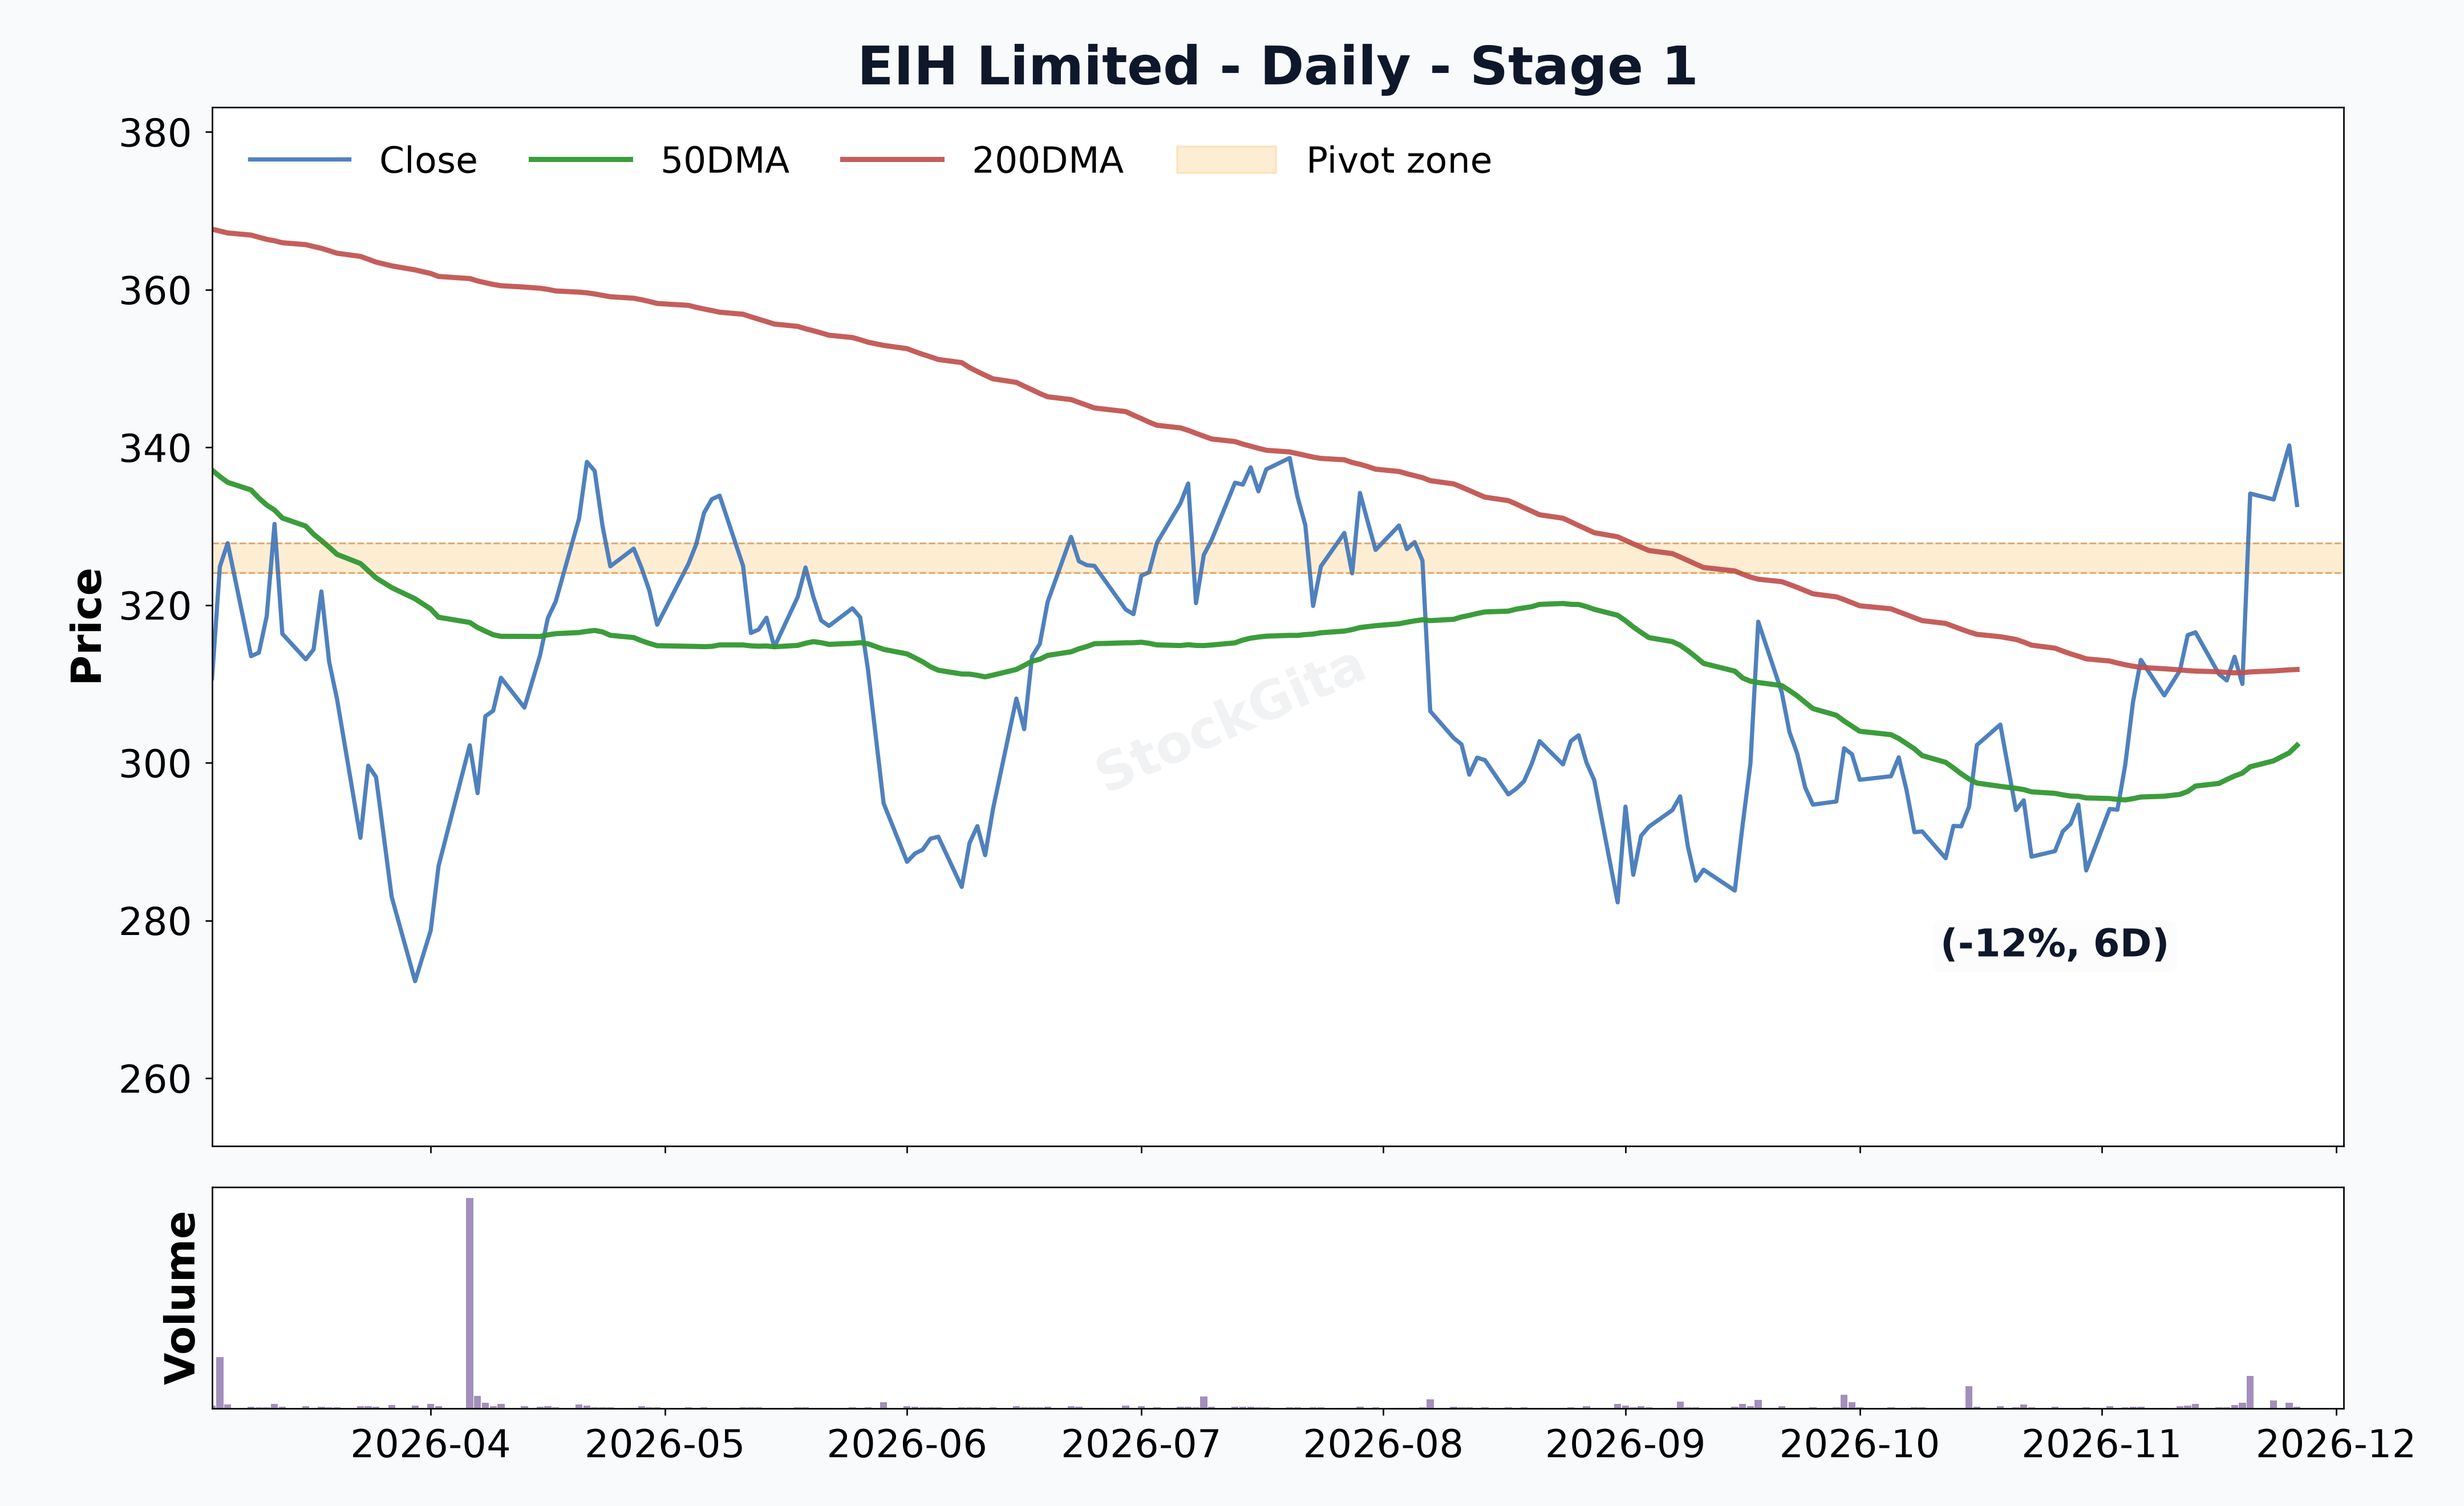 EIH Limited - Daily - Stage 1
Close 50DMA 200DMA Pivot zone
380
360
340
320
300
280
260
Price
StockGita
(-12%, 6D)
Volume
2026-04 2026-05 2026-06 2026-07 2026-08 2026-09 2026-10 2026-11 2026-12